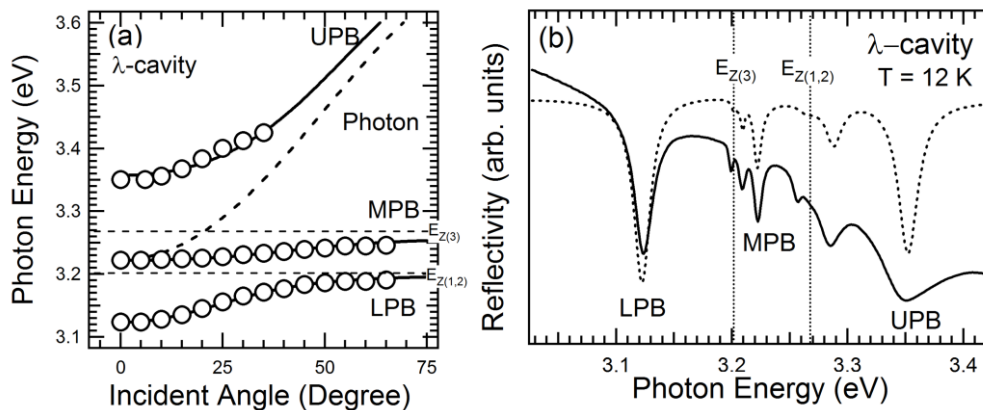 (a)
λ-cavity
UPB
Photon
MPB
E_Z(3)
E_Z(1,2)
LPB
3.6
3.5
3.4
3.3
3.2
3.1
Photon Energy (eV)
0
25
50
75
Incident Angle (Degree)
(b)
λ–cavity
T = 12 K
E_Z(3)
E_Z(1,2)
LPB
MPB
UPB
Reflectivity (arb. units)
3.1
3.2
3.3
3.4
Photon Energy (eV)